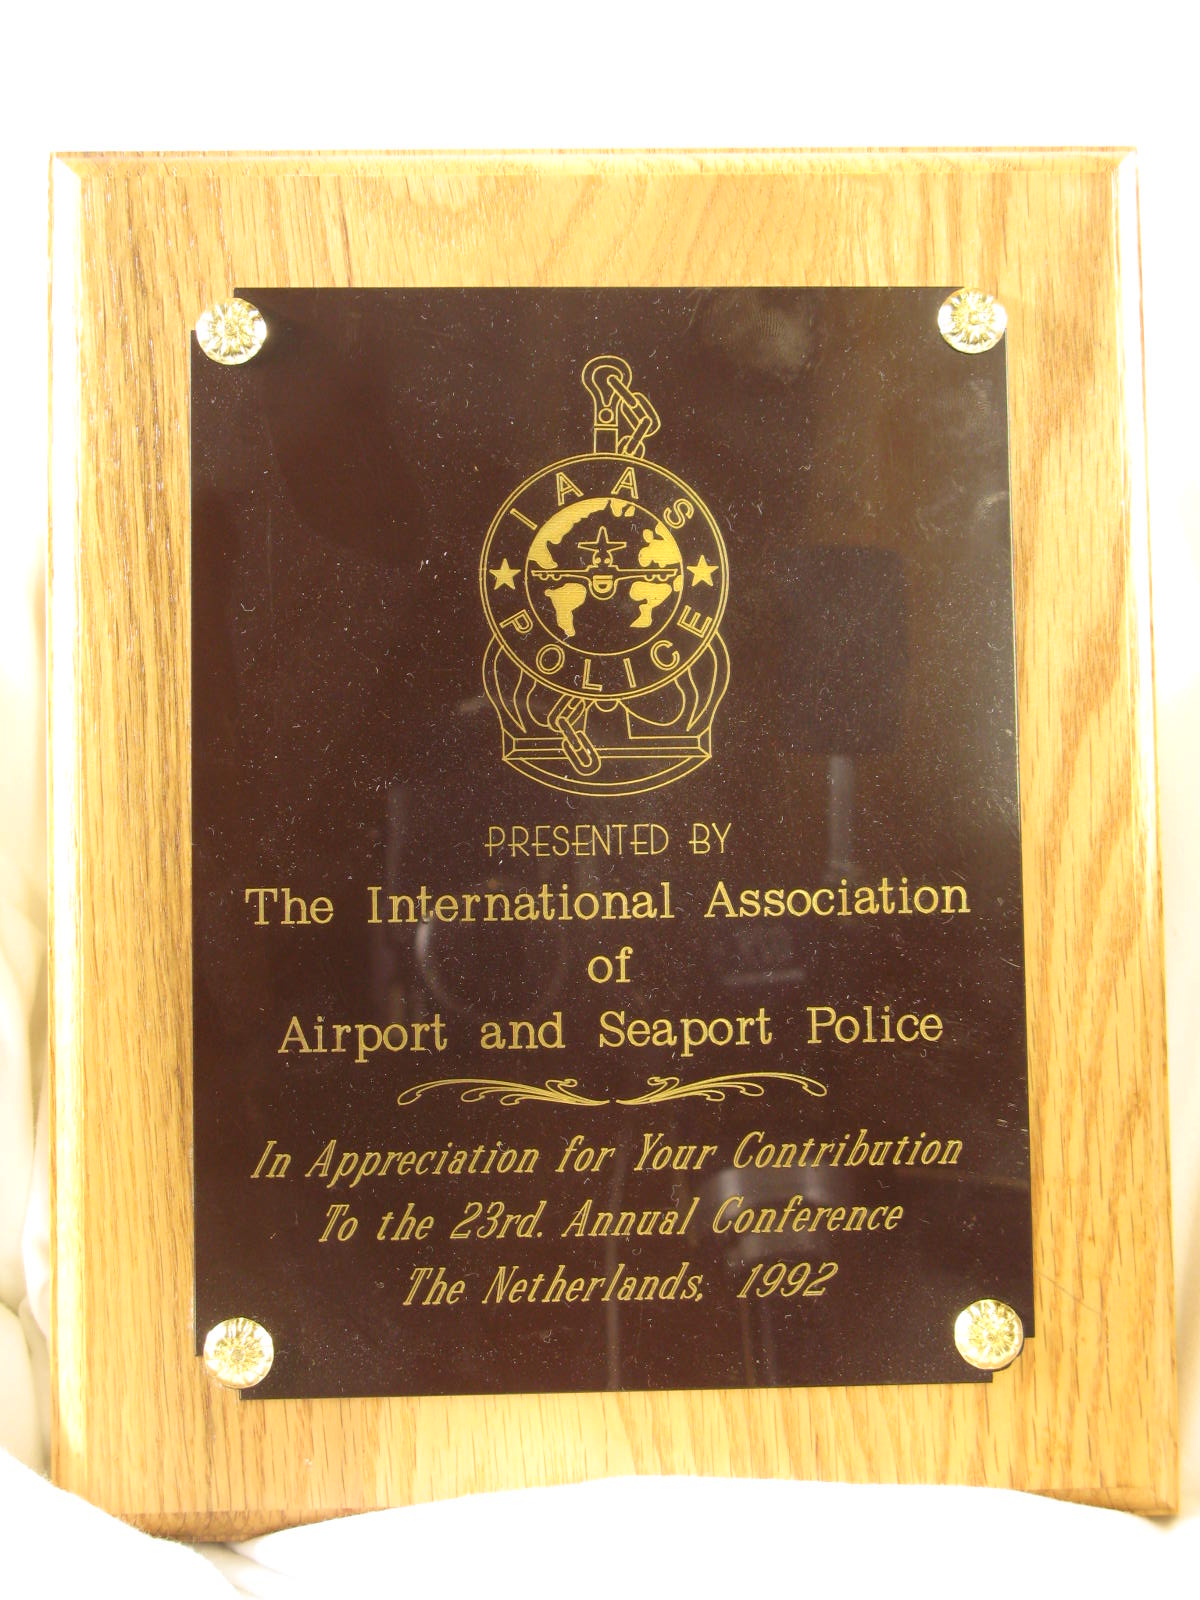 IAAS
POLICE
PRESENTED BY
The International Association
of
Airport and Seaport Police
In Appreciation for Your Contribution
To the 23rd. Annual Conference
The Netherlands, 1992